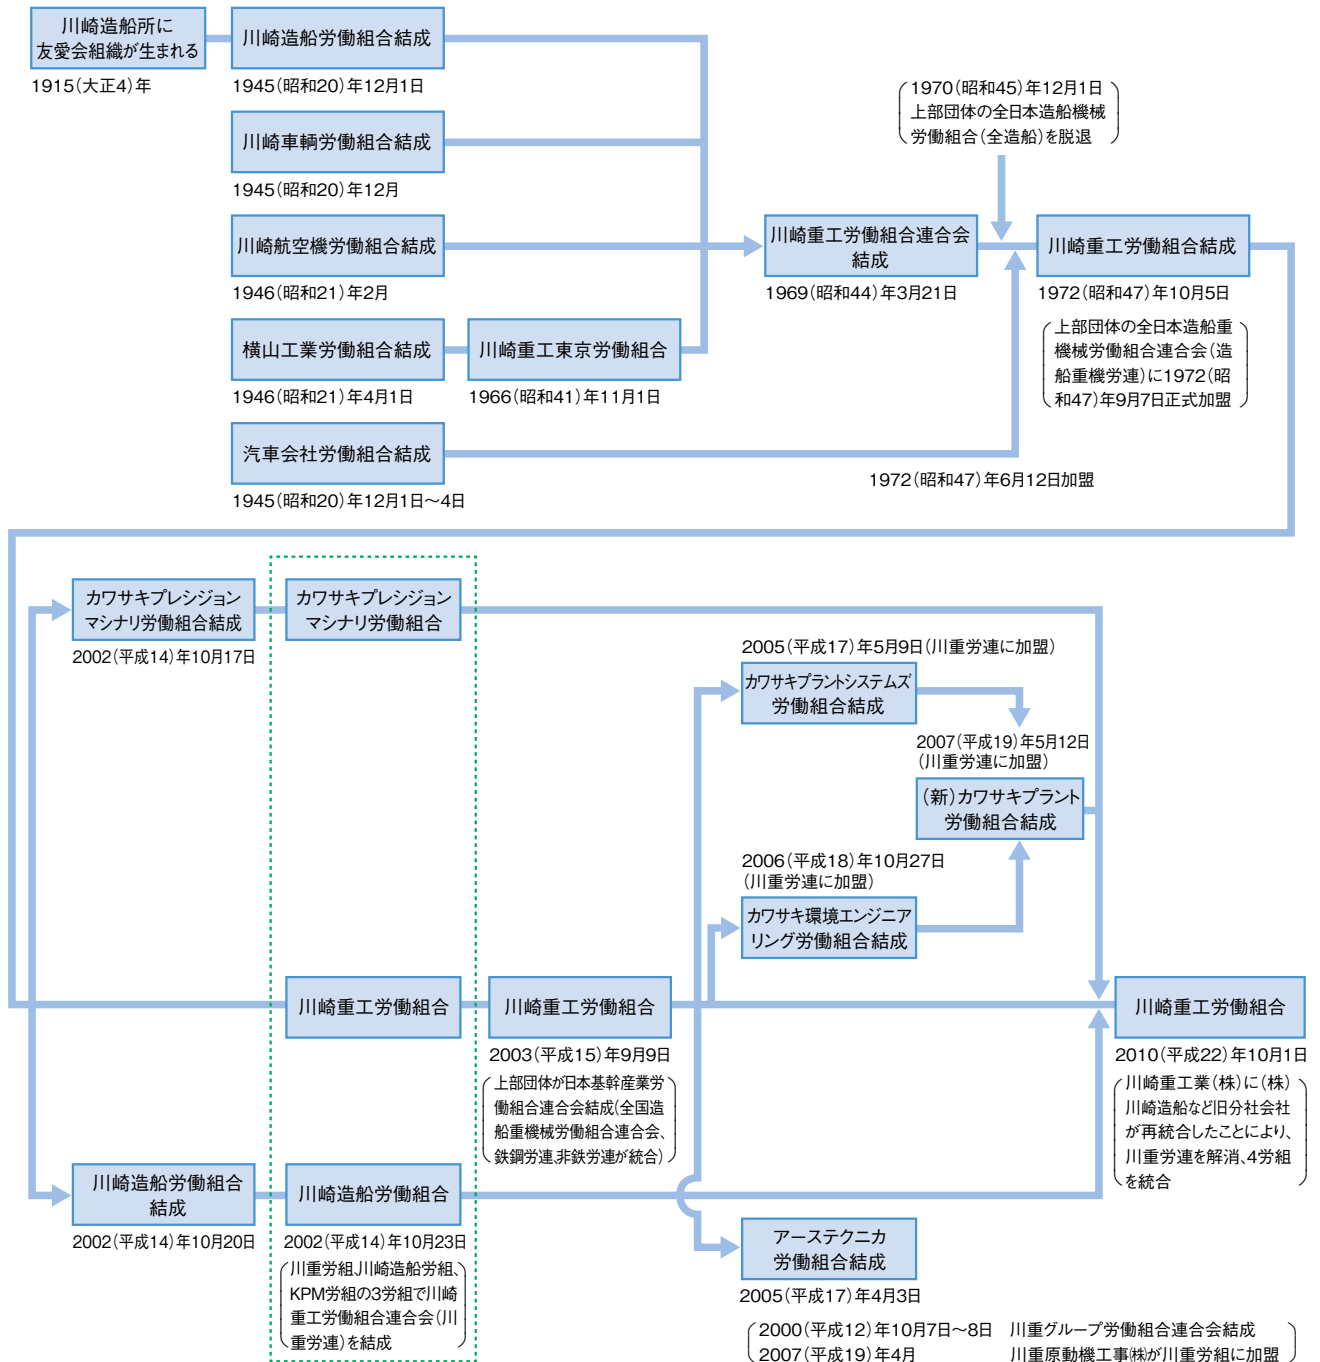 川崎造船所に
友愛会組織が生まれる
1915(大正4)年
川崎造船労働組合結成
1945(昭和20)年12月1日
川崎車輌労働組合結成
1945(昭和20)年12月
川崎航空機労働組合結成
1946(昭和21)年2月
横山工業労働組合結成
1946(昭和21)年4月1日
川崎重工東京労働組合
1966(昭和41)年11月1日
汽車会社労働組合結成
1945(昭和20)年12月1日～4日
川崎重工労働組合連合会
結成
1969(昭和44)年3月21日
1970(昭和45)年12月1日
上部団体の全日本造船機械
労働組合(全造船)を脱退
1972(昭和47)年6月12日加盟
川崎重工労働組合結成
1972(昭和47)年10月5日
上部団体の全日本造船重
機械労働組合連合会(造
船重機労連)に1972(昭
和47)年9月7日正式加盟
カワサキプレシジョン
マシナリ労働組合結成
2002(平成14)年10月17日
カワサキプレシジョン
マシナリ労働組合
川崎重工労働組合
川崎造船労働組合
結成
2002(平成14)年10月20日
川崎造船労働組合
2002(平成14)年10月23日
川重労組、川崎造船労組、
KPM労組の3労組で川崎
重工労働組合連合会(川
重労連)を結成
川崎重工労働組合
2003(平成15)年9月9日
上部団体が日本基幹産業労
働組合連合会結成(全国造
船重機械労働組合連合会、
鉄鋼労連、非鉄労連が統合)
2005(平成17)年5月9日(川重労連に加盟)
カワサキプラントシステムズ
労働組合結成
2007(平成19)年5月12日
(川重労連に加盟)
(新)カワサキプラント
労働組合結成
2006(平成18)年10月27日
(川重労連に加盟)
カワサキ環境エンジニア
リング労働組合結成
川崎重工労働組合
2010(平成22)年10月1日
川崎重工業(株)に(株)
川崎造船など旧分社会社
が再統合したことにより、
川重労連を解消、4労組
を統合
アーステクニカ
労働組合結成
2005(平成17)年4月3日
2000(平成12)年10月7日～8日 川重グループ労働組合連合会結成
2007(平成19)年4月 川重原動機工事㈱が川重労組に加盟